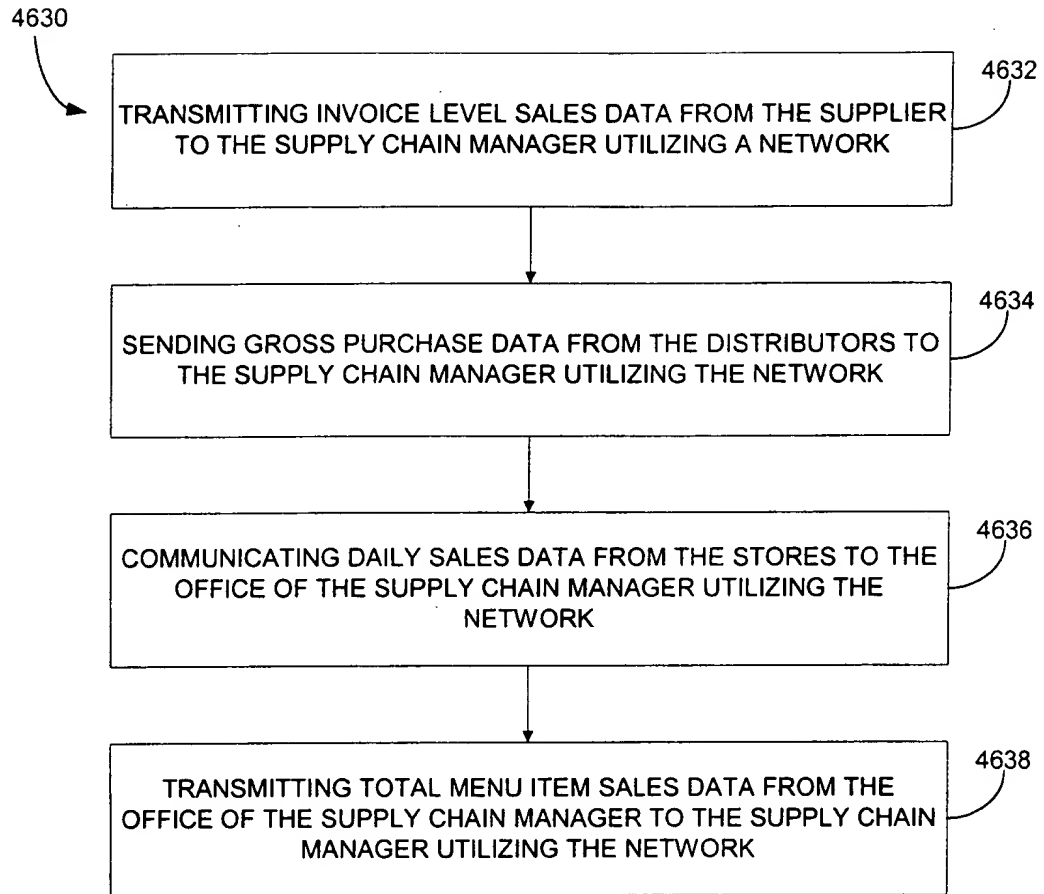 4630
4632
TRANSMITTING INVOICE LEVEL SALES DATA FROM THE SUPPLIER
TO THE SUPPLY CHAIN MANAGER UTILIZING A NETWORK
4634
SENDING GROSS PURCHASE DATA FROM THE DISTRIBUTORS TO
THE SUPPLY CHAIN MANAGER UTILIZING THE NETWORK
4636
COMMUNICATING DAILY SALES DATA FROM THE STORES TO THE
OFFICE OF THE SUPPLY CHAIN MANAGER UTILIZING THE
NETWORK
4638
TRANSMITTING TOTAL MENU ITEM SALES DATA FROM THE
OFFICE OF THE SUPPLY CHAIN MANAGER TO THE SUPPLY CHAIN
MANAGER UTILIZING THE NETWORK